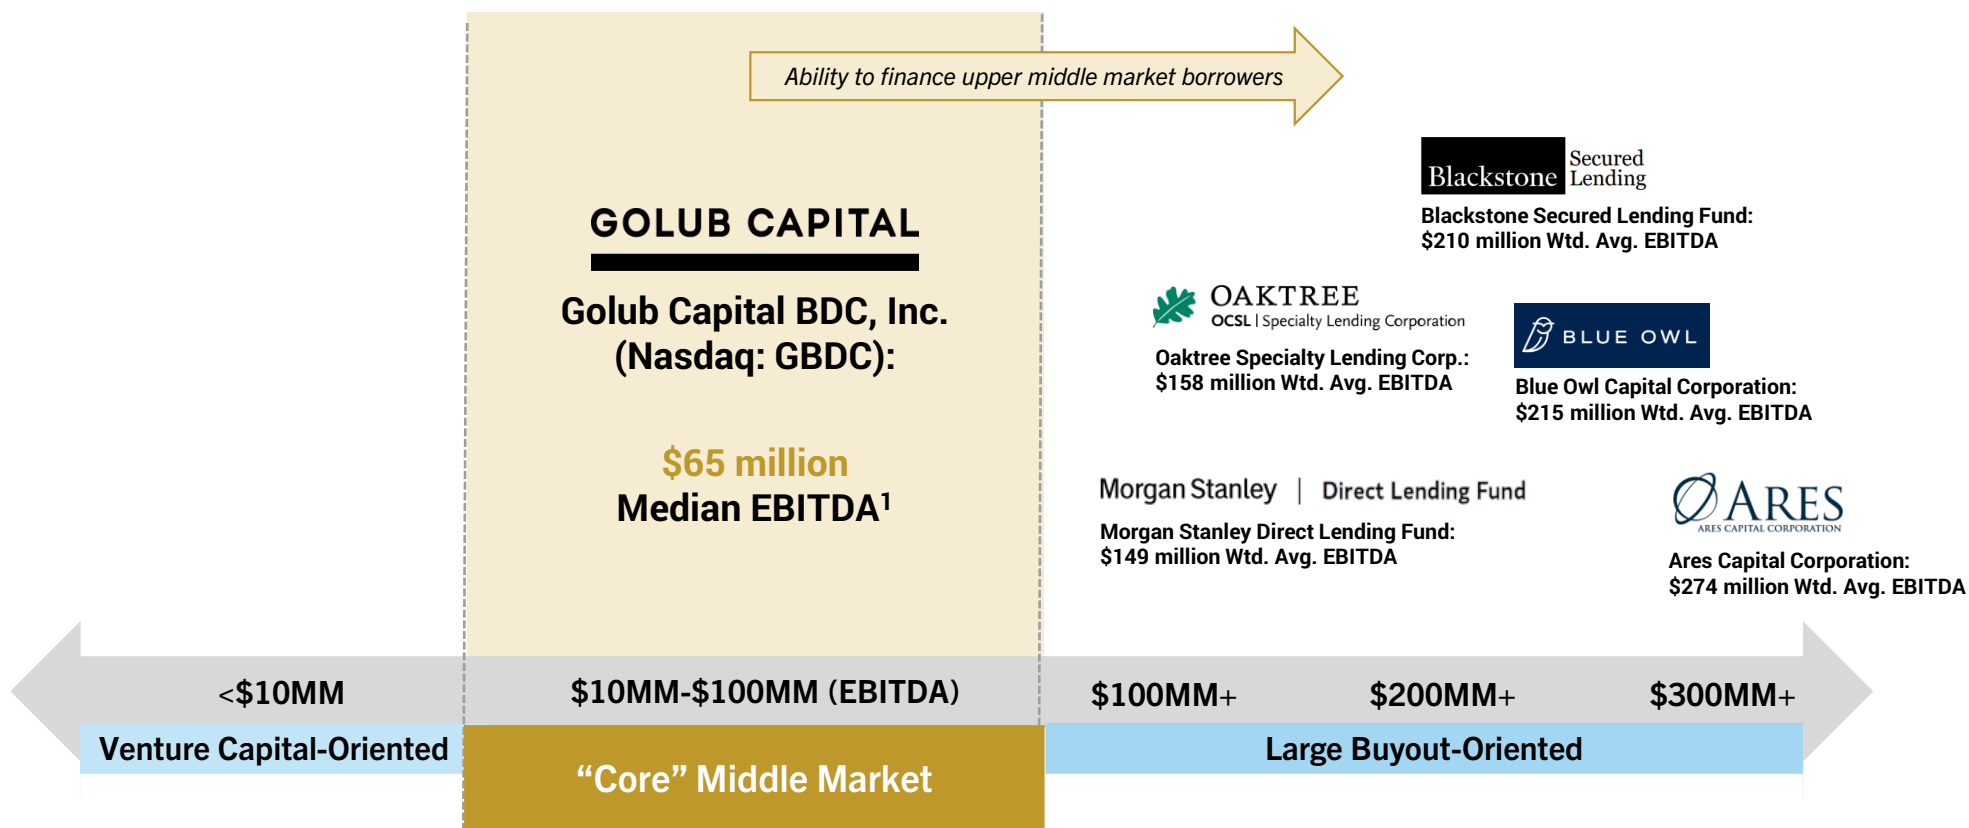 Ability to finance upper middle market borrowers
GOLUB CAPITAL
Golub Capital BDC, Inc.
(Nasdaq: GBDC):
$65 million
Median EBITDA¹
Blackstone
Secured
Lending
Blackstone Secured Lending Fund:
$210 million Wtd. Avg. EBITDA
OAKTREE
OCSL | Specialty Lending Corporation
Oaktree Specialty Lending Corp.:
$158 million Wtd. Avg. EBITDA
BLUE OWL
Blue Owl Capital Corporation:
$215 million Wtd. Avg. EBITDA
Morgan Stanley | Direct Lending Fund
Morgan Stanley Direct Lending Fund:
$149 million Wtd. Avg. EBITDA
ARES
ARES CAPITAL CORPORATION
Ares Capital Corporation:
$274 million Wtd. Avg. EBITDA
<$10MM
$10MM-$100MM (EBITDA)
$100MM+
$200MM+
$300MM+
Venture Capital-Oriented
“Core” Middle Market
Large Buyout-Oriented